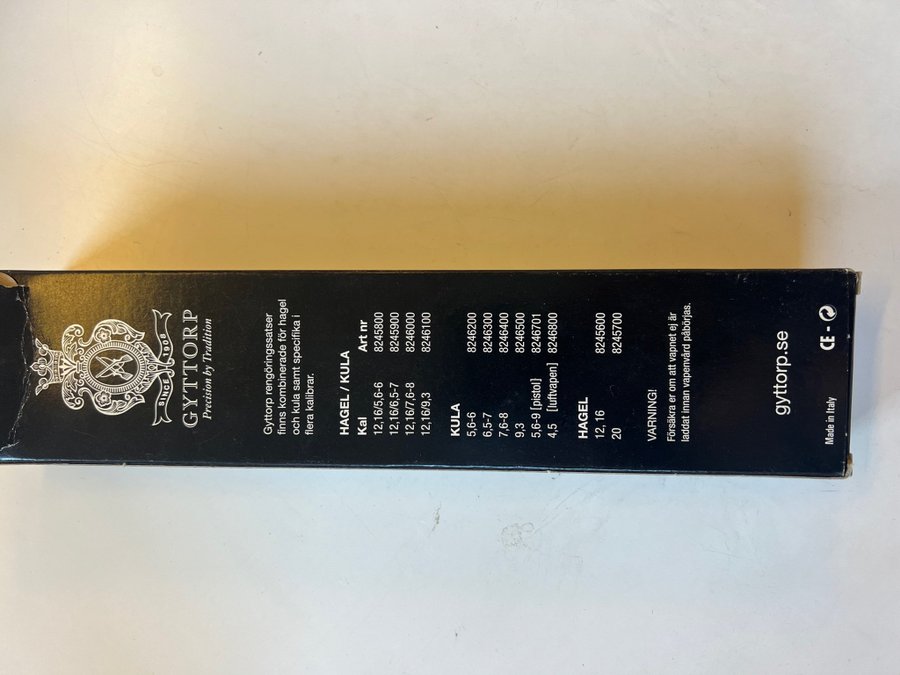 SINCE 1905
GYTTORP
Precision by Tradition
Gyttorp rengöringssatser
finns kombinerade för hagel
och kula samt specifika i
flera kalibrar.
HAGEL / KULA
Kal Art nr
12,16/5,6-6 8245800
12,16/6,5-7 8245900
12,16/7,6-8 8246000
12,16/9,3 8246100
KULA
5,6-6 8246200
6,5-7 8246300
7,6-8 8246400
9,3 8246500
5,6-9 [pistol] 8246701
4,5 [luftvapen] 8246800
HAGEL
12, 16 8245600
20 8245700
VARNING!
Försäkra er om att vapnet ej är
laddat innan vapenvård påbörjas.
gyttorp.se
Made in Italy CE -